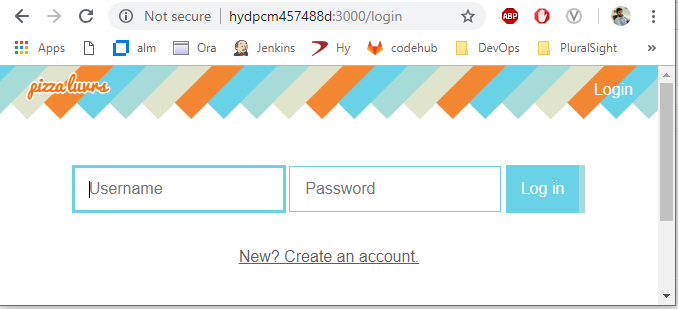 Not secure hydpcm457488d:3000/login
ABP
Apps alm Ora Jenkins Hy codehub DevOps PluralSight »
pizza luvrs Login
Username Password Log in
New? Create an account.